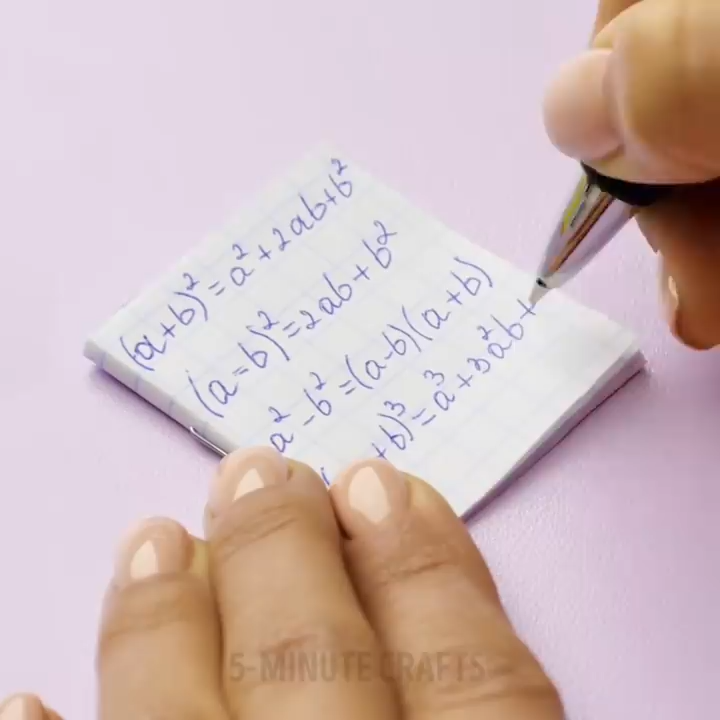 (a+b)²=a²+2ab+b²
(a-b)²=2ab+b²
a²-b²=(a-b)(a+b)
(+b)³=a³+3a²b+
5-MINUTE CRAFTS